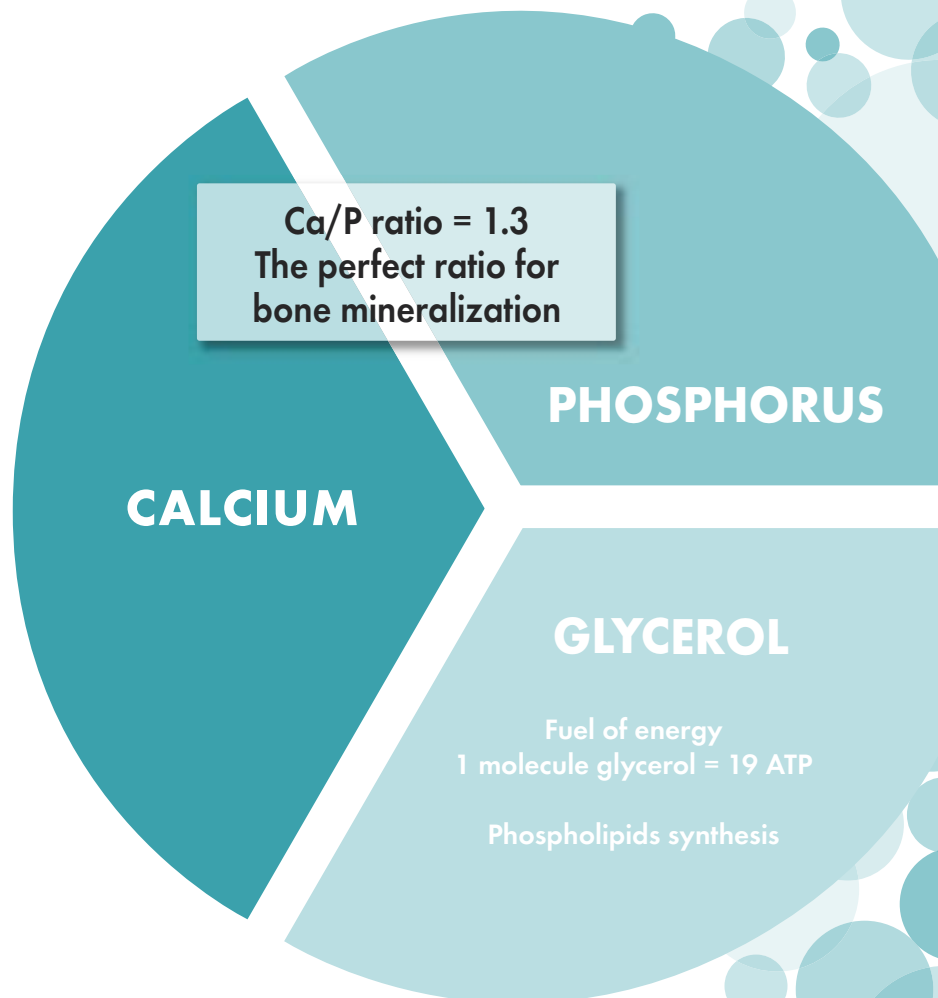 Ca/P ratio = 1.3
The perfect ratio for
bone mineralization
PHOSPHORUS
CALCIUM
GLYCEROL
Fuel of energy
1 molecule glycerol = 19 ATP
Phospholipids synthesis